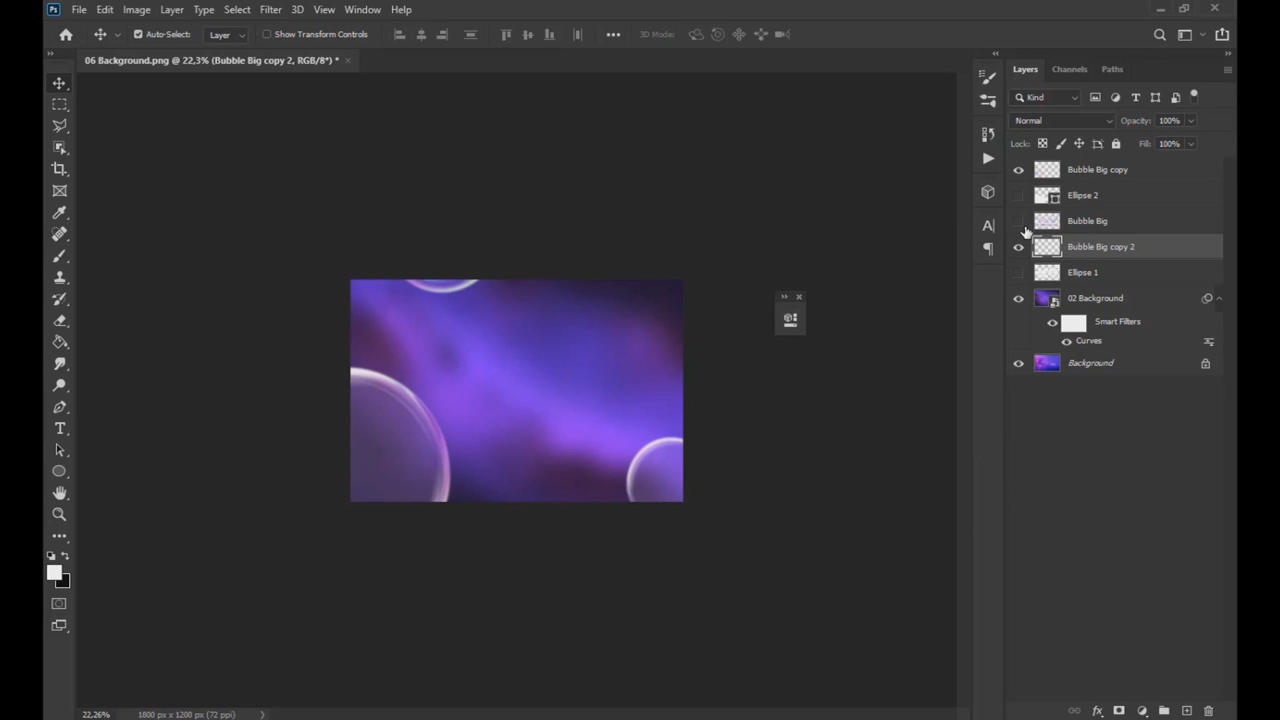 Ps File Edit Image Layer Type Select Filter 3D View Window Help
Auto-Select: Layer Show Transform Controls 3D Mode:
06 Background.png @ 22,3% (Bubble Big copy 2, RGB/8*) *
Layers Channels Paths
Kind
Normal Opacity: 100%
Lock: Fill: 100%
Bubble Big copy
Ellipse 2
Bubble Big
Bubble Big copy 2
Ellipse 1
02 Background
Smart Filters
Curves
Background
22,26% 1800 px x 1200 px (72 ppi)